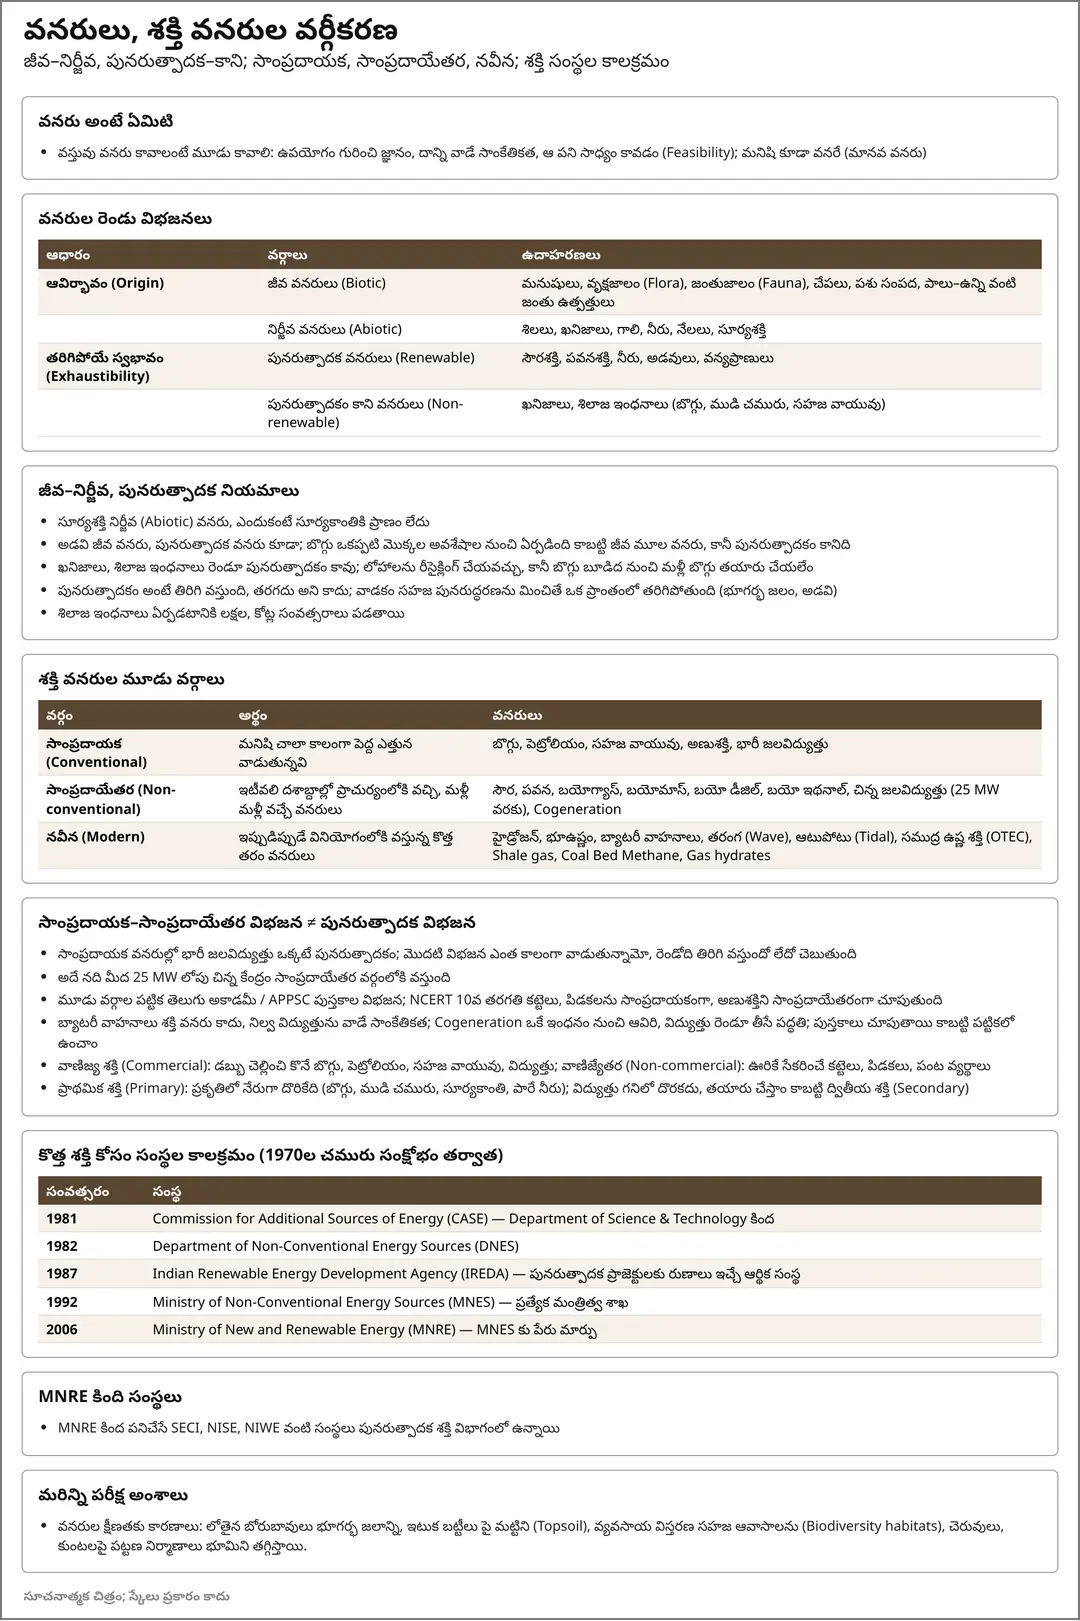 వనరులు, శక్తి వనరుల వర్గీకరణ
జీవ–నిర్జీవ, పునరుత్పాదక–కాని; సాంప్రదాయక, సాంప్రదాయేతర, నవీన; శక్తి సంస్థల కాలక్రమం
వనరు అంటే ఏమిటి
• వస్తువు వనరు కావాలంటే మూడు కావాలి: ఉపయోగం గురించి జ్ఞానం, దాన్ని వాడే సాంకేతికత, ఆ పని సాధ్యం కావడం (Feasibility); మనిషి కూడా వనరే (మానవ వనరు)
వనరుల రెండు విభజనలు
ఆధారం వర్గాలు ఉదాహరణలు
ఆవిర్భావం (Origin) జీవ వనరులు (Biotic) మనుషులు, వృక్షజాలం (Flora), జంతుజాలం (Fauna), చేపలు, పశు సంపద, పాలు–ఉన్ని వంటి
జంతు ఉత్పత్తులు
నిర్జీవ వనరులు (Abiotic) శిలలు, ఖనిజాలు, గాలి, నీరు, నేలలు, సూర్యశక్తి
తరిగిపోయే స్వభావం పునరుత్పాదక వనరులు (Renewable) సౌరశక్తి, పవనశక్తి, నీరు, అడవులు, వన్యప్రాణులు
(Exhaustibility)
పునరుత్పాదకం కాని వనరులు (Non- ఖనిజాలు, శిలాజ ఇంధనాలు (బొగ్గు, ముడి చమురు, సహజ వాయువు)
renewable)
జీవ–నిర్జీవ, పునరుత్పాదక నియమాలు
• సూర్యశక్తి నిర్జీవ (Abiotic) వనరు, ఎందుకంటే సూర్యకాంతికి ప్రాణం లేదు
• అడవి జీవ వనరు, పునరుత్పాదక వనరు కూడా; బొగ్గు ఒకప్పటి మొక్కల అవశేషాల నుంచి ఏర్పడింది కాబట్టి జీవ మూల వనరు, కానీ పునరుత్పాదకం కానిది
• ఖనిజాలు, శిలాజ ఇంధనాలు రెండూ పునరుత్పాదకం కావు; లోహాలను రీసైక్లింగ్ చేయవచ్చు, కానీ బొగ్గు బూడిద నుంచి మళ్లీ బొగ్గు తయారు చేయలేం
• పునరుత్పాదకం అంటే తిరిగి వస్తుంది, తరగదు అని కాదు; వాడకం సహజ పునరుద్ధరణను మించితే ఒక ప్రాంతంలో తరిగిపోతుంది (భూగర్భ జలం, అడవి)
• శిలాజ ఇంధనాలు ఏర్పడటానికి లక్షల, కోట్ల సంవత్సరాలు పడతాయి
శక్తి వనరుల మూడు వర్గాలు
వర్గం అర్థం వనరులు
సాంప్రదాయక మనిషి చాలా కాలంగా పెద్ద ఎత్తున బొగ్గు, పెట్రోలియం, సహజ వాయువు, అణుశక్తి, భారీ జలవిద్యుత్తు
(Conventional) వాడుతున్నవి
సాంప్రదాయేతర (Non- ఇటీవలి దశాబ్దాల్లో ప్రాచుర్యంలోకి వచ్చి, మళ్లీ సౌర, పవన, బయోగ్యాస్, బయోమాస్, బయో డీజిల్, బయో ఇథనాల్, చిన్న జలవిద్యుత్తు (25 MW
conventional) మళ్లీ వచ్చే వనరులు వరకు), Cogeneration
నవీన (Modern) ఇప్పుడిప్పుడే వినియోగంలోకి వస్తున్న కొత్త హైడ్రోజన్, భూఉష్ణం, బ్యాటరీ వాహనాలు, తరంగ (Wave), ఆటుపోటు (Tidal), సముద్ర ఉష్ణ శక్తి (OTEC),
తరం వనరులు Shale gas, Coal Bed Methane, Gas hydrates
సాంప్రదాయక–సాంప్రదాయేతర విభజన ≠ పునరుత్పాదక విభజన
• సాంప్రదాయక వనరుల్లో భారీ జలవిద్యుత్తు ఒక్కటే పునరుత్పాదకం; మొదటి విభజన ఎంత కాలంగా వాడుతున్నామో, రెండోది తిరిగి వస్తుందో లేదో చెబుతుంది
• అదే నది మీద 25 MW లోపు చిన్న కేంద్రం సాంప్రదాయేతర వర్గంలోకి వస్తుంది
• మూడు వర్గాల పట్టిక తెలుగు అకాడమీ / APPSC పుస్తకాల విభజన; NCERT 10వ తరగతి కట్టెలు, పిడకలను సాంప్రదాయకంగా, అణుశక్తిని సాంప్రదాయేతరంగా చూపుతుంది
• బ్యాటరీ వాహనాలు శక్తి వనరు కాదు, నిల్వ విద్యుత్తును వాడే సాంకేతికత; Cogeneration ఒకే ఇంధనం నుంచి ఆవిరి, విద్యుత్తు రెండూ తీసే పద్ధతి; పుస్తకాలు చూపుతాయి కాబట్టి పట్టికలో
ఉంచాం
• వాణిజ్య శక్తి (Commercial): డబ్బు చెల్లించి కొనే బొగ్గు, పెట్రోలియం, సహజ వాయువు, విద్యుత్తు; వాణిజ్యేతర (Non-commercial): ఊరికే సేకరించే కట్టెలు, పిడకలు, పంట వ్యర్థాలు
• ప్రాథమిక శక్తి (Primary): ప్రకృతిలో నేరుగా దొరికేది (బొగ్గు, ముడి చమురు, సూర్యకాంతి, పారే నీరు); విద్యుత్తు గనిలో దొరకదు, తయారు చేస్తాం కాబట్టి ద్వితీయ శక్తి (Secondary)
కొత్త శక్తి కోసం సంస్థల కాలక్రమం (1970ల చమురు సంక్షోభం తర్వాత)
సంవత్సరం సంస్థ
1981 Commission for Additional Sources of Energy (CASE) — Department of Science & Technology కింద
1982 Department of Non-Conventional Energy Sources (DNES)
1987 Indian Renewable Energy Development Agency (IREDA) — పునరుత్పాదక ప్రాజెక్టులకు రుణాలు ఇచ్చే ఆర్థిక సంస్థ
1992 Ministry of Non-Conventional Energy Sources (MNES) — ప్రత్యేక మంత్రిత్వ శాఖ
2006 Ministry of New and Renewable Energy (MNRE) — MNES కు పేరు మార్పు
MNRE కింది సంస్థలు
• MNRE కింద పనిచేసే SECI, NISE, NIWE వంటి సంస్థలు పునరుత్పాదక శక్తి విభాగంలో ఉన్నాయి
మరిన్ని పరీక్ష అంశాలు
• వనరుల క్షీణతకు కారణాలు: లోతైన బోరుబావులు భూగర్భ జలాన్ని, ఇటుక బట్టీలు పై మట్టిని (Topsoil), వ్యవసాయ విస్తరణ సహజ ఆవాసాలను (Biodiversity habitats), చెరువులు,
కుంటలపై పట్టణ నిర్మాణాలు భూమిని తగ్గిస్తాయి.
సూచనాత్మక చిత్రం; స్కేలు ప్రకారం కాదు